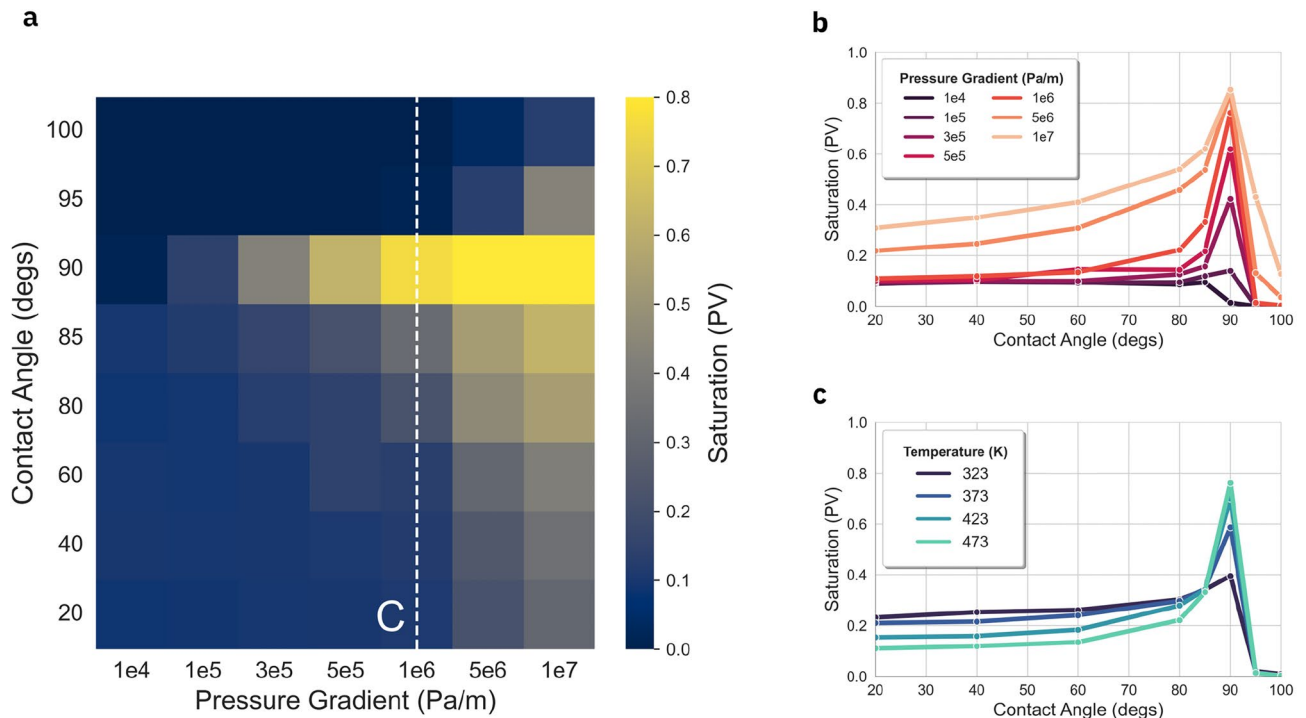 a
Contact Angle (degs)
100
95
90
85
80
60
40
20
C
1e4 1e5 3e5 5e5 1e6 5e6 1e7
Pressure Gradient (Pa/m)
0.8
0.7
0.6
0.5
0.4
0.3
0.2
0.1
0.0
Saturation (PV)
b
Saturation (PV)
1.0
0.8
0.6
0.4
0.2
0.0
Pressure Gradient (Pa/m)
1e4 1e6
1e5 5e6
3e5 1e7
5e5
20 30 40 50 60 70 80 90 100
Contact Angle (degs)
c
Saturation (PV)
1.0
0.8
0.6
0.4
0.2
0.0
Temperature (K)
323
373
423
473
20 30 40 50 60 70 80 90 100
Contact Angle (degs)